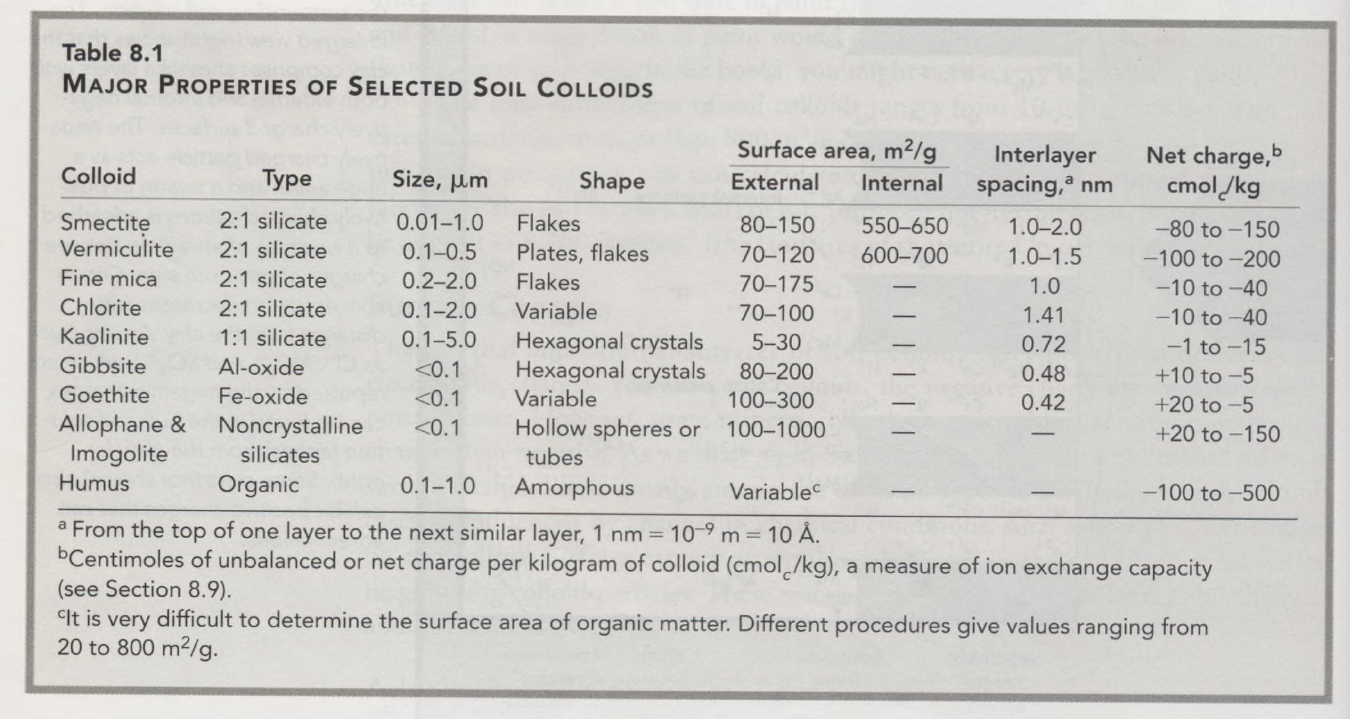 Table 8.1
MAJOR PROPERTIES OF SELECTED SOIL COLLOIDS
Surface area, m²/g Interlayer Net charge,ᵇ
Colloid Type Size, μm Shape External Internal spacing,ᵃ nm cmol_c/kg
Smectite 2:1 silicate 0.01–1.0 Flakes 80–150 550–650 1.0–2.0 −80 to −150
Vermiculite 2:1 silicate 0.1–0.5 Plates, flakes 70–120 600–700 1.0–1.5 −100 to −200
Fine mica 2:1 silicate 0.2–2.0 Flakes 70–175 — 1.0 −10 to −40
Chlorite 2:1 silicate 0.1–2.0 Variable 70–100 — 1.41 −10 to −40
Kaolinite 1:1 silicate 0.1–5.0 Hexagonal crystals 5–30 — 0.72 −1 to −15
Gibbsite Al-oxide <0.1 Hexagonal crystals 80–200 — 0.48 +10 to −5
Goethite Fe-oxide <0.1 Variable 100–300 — 0.42 +20 to −5
Allophane & Noncrystalline <0.1 Hollow spheres or 100–1000 — — +20 to −150
Imogolite silicates tubes
Humus Organic 0.1–1.0 Amorphous Variableᶜ — −100 to −500
ᵃ From the top of one layer to the next similar layer, 1 nm = 10⁻⁹ m = 10 Å.
ᵇCentimoles of unbalanced or net charge per kilogram of colloid (cmol_c/kg), a measure of ion exchange capacity
(see Section 8.9).
ᶜIt is very difficult to determine the surface area of organic matter. Different procedures give values ranging from
20 to 800 m²/g.